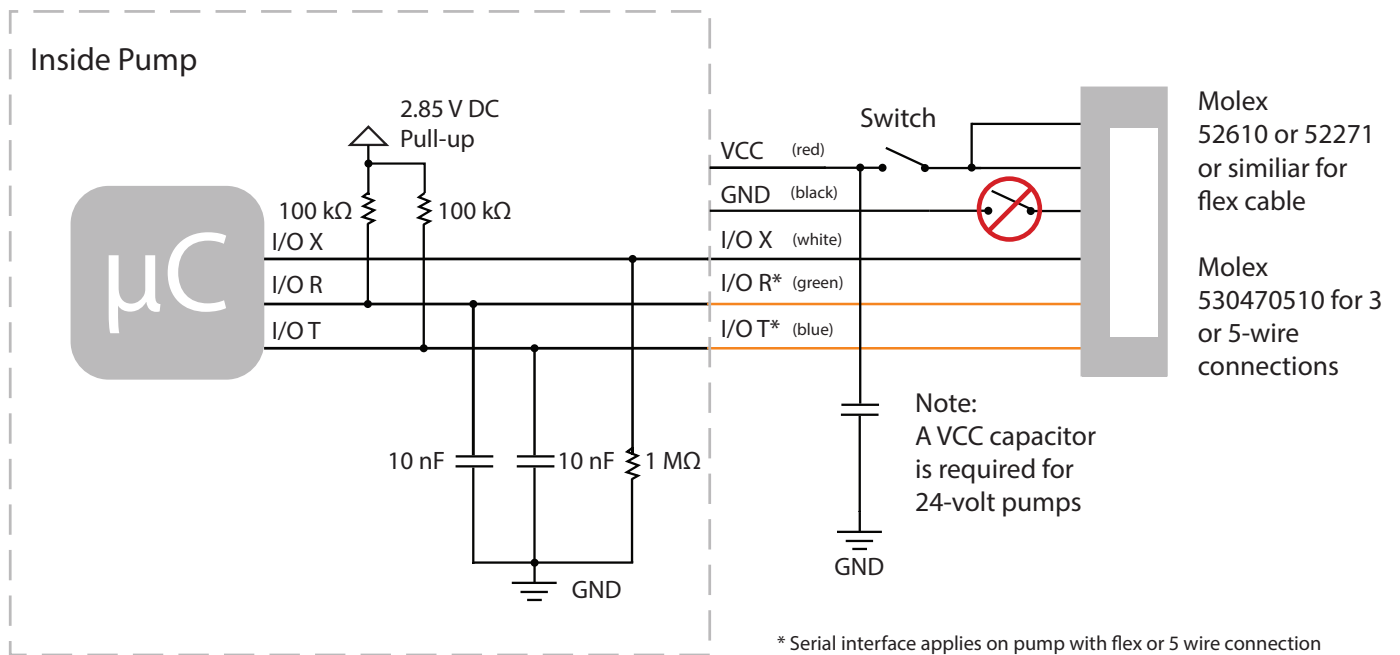 Inside Pump
2.85 V DC
Pull-up
100 kΩ
100 kΩ
µC
I/O X
I/O R
I/O T
10 nF
10 nF
1 MΩ
GND
VCC (red)
GND (black)
I/O X (white)
I/O R* (green)
I/O T* (blue)
Switch
Note:
A VCC capacitor
is required for
24-volt pumps
GND
Molex
52610 or 52271
or similiar for
flex cable
Molex
530470510 for 3
or 5-wire
connections
* Serial interface applies on pump with flex or 5 wire connection